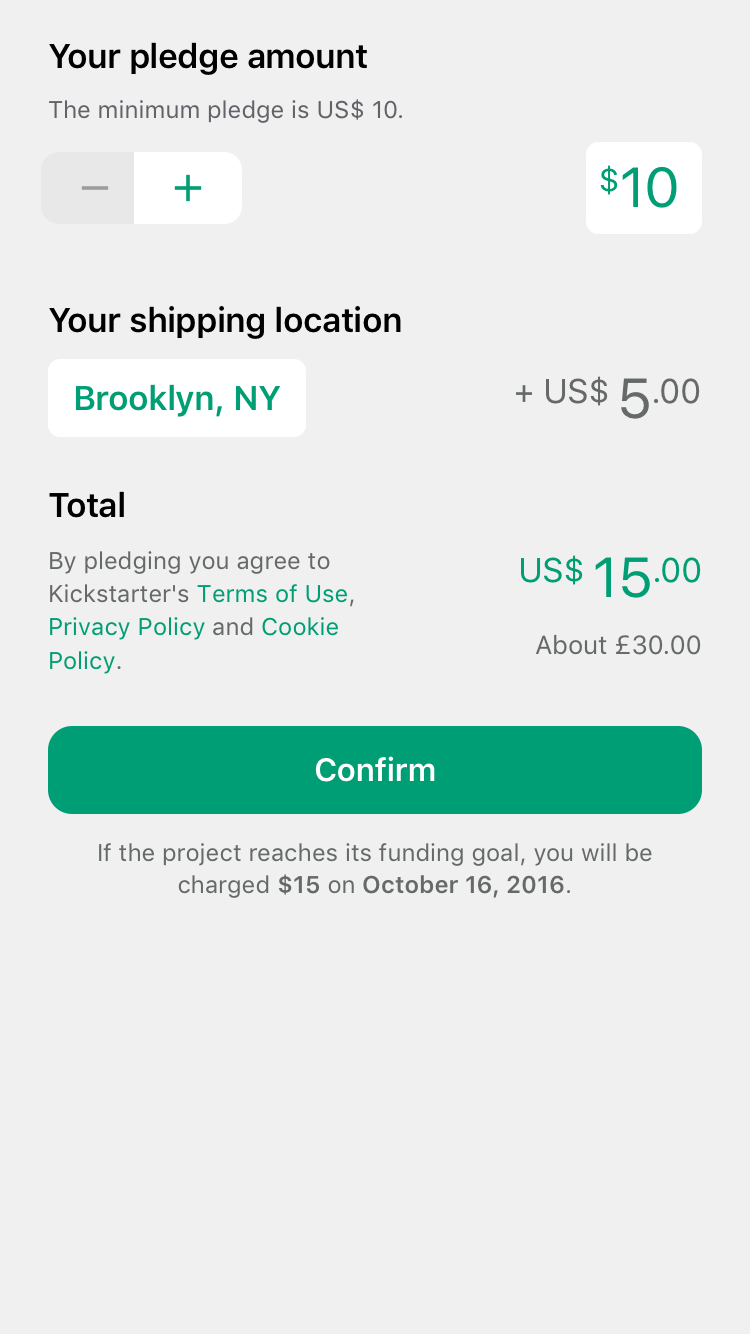 Your pledge amount
The minimum pledge is US$ 10.
− +
$10
Your shipping location
Brooklyn, NY
+ US$ 5.00
Total
By pledging you agree to
Kickstarter's Terms of Use,
Privacy Policy and Cookie
Policy.
US$ 15.00
About £30.00
Confirm
If the project reaches its funding goal, you will be
charged $15 on October 16, 2016.